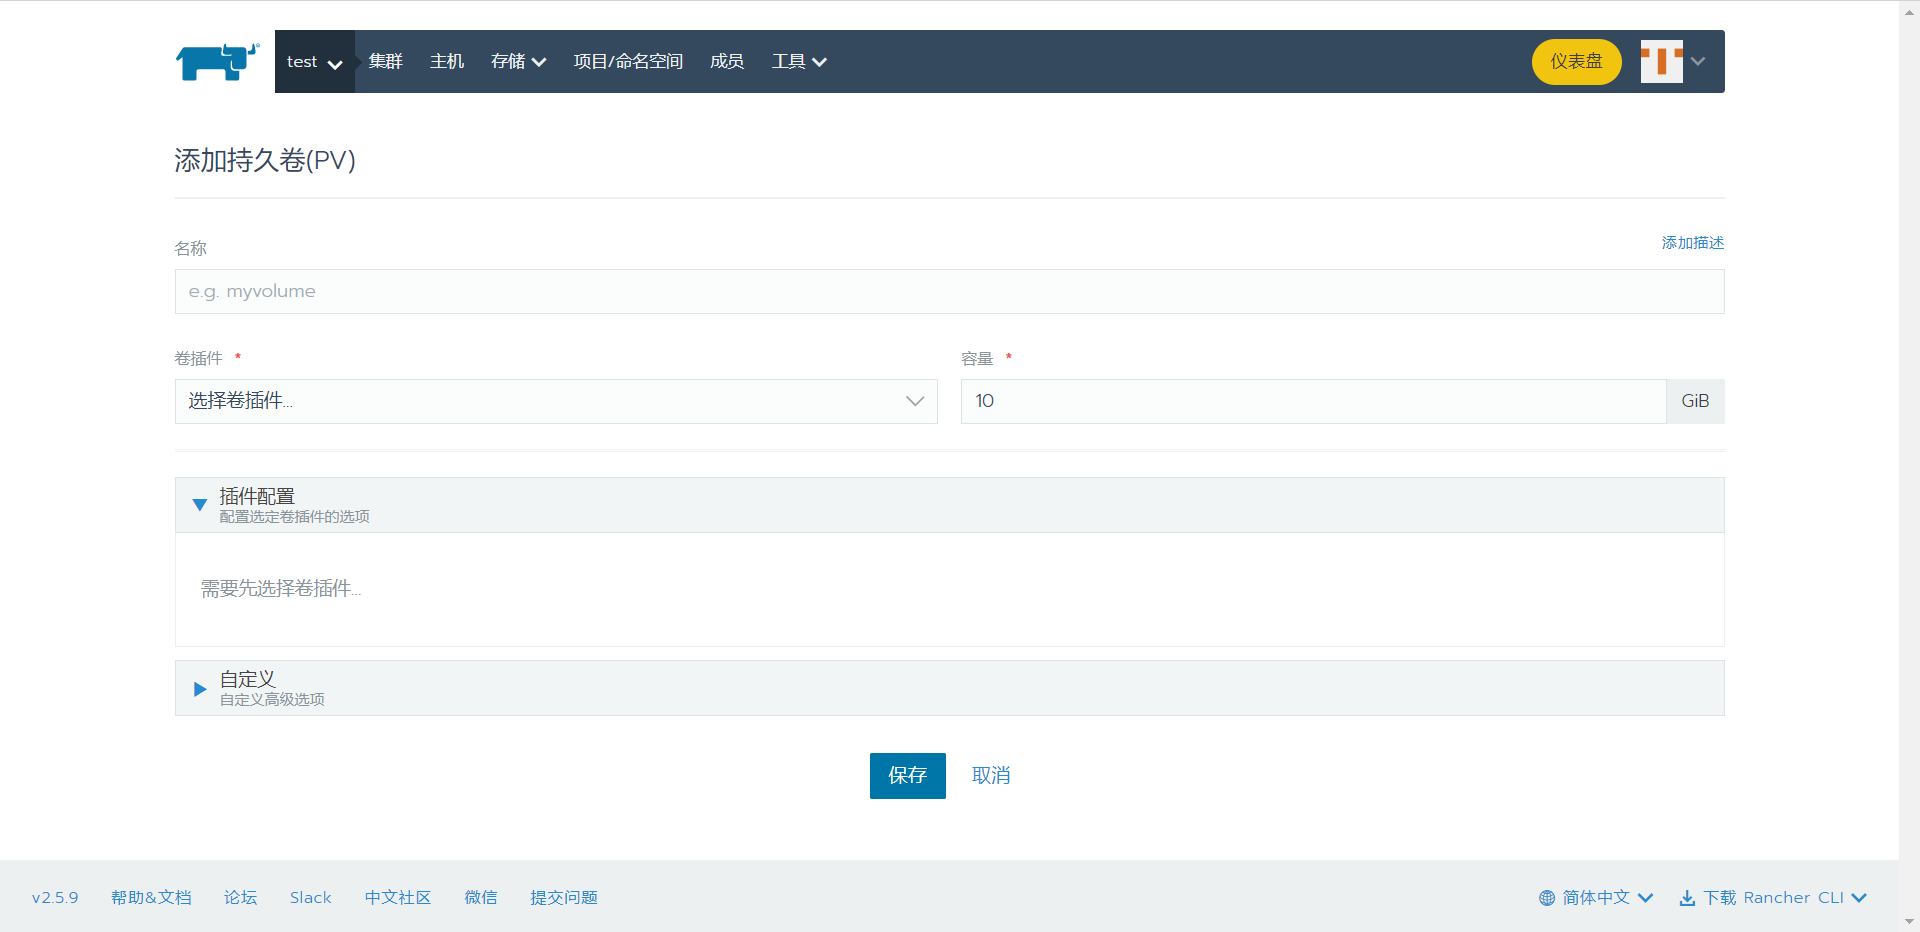 test 集群 主机 存储 项目/命名空间 成员 工具 仪表盘
添加持久卷(PV)
名称 添加描述
e.g. myvolume
卷插件 * 容量 *
选择卷插件... 10 GiB
插件配置
配置选定卷插件的选项
需要先选择卷插件...
自定义
自定义高级选项
保存 取消
v2.5.9 帮助&文档 论坛 Slack 中文社区 微信 提交问题 简体中文 下载 Rancher CLI